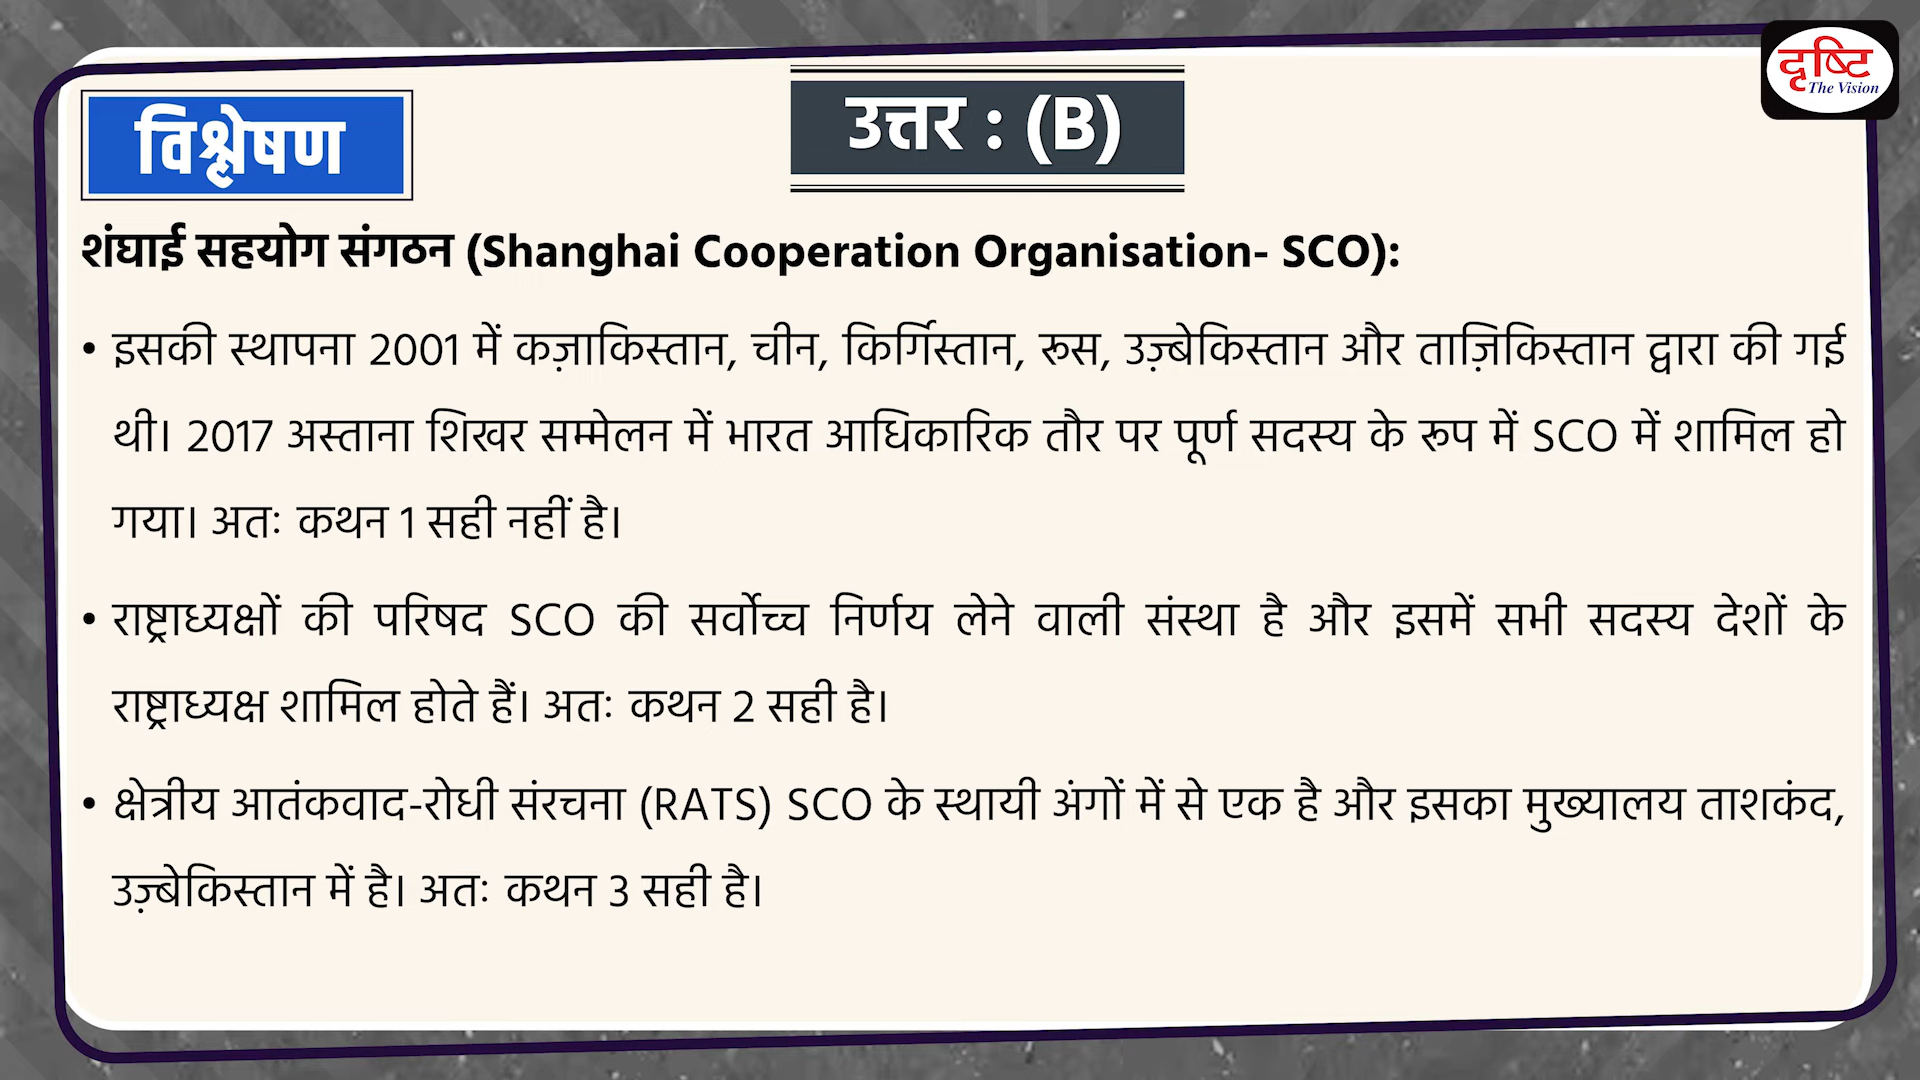 दृष्टि
The Vision
विश्लेषण
उत्तर : (B)
शंघाई सहयोग संगठन (Shanghai Cooperation Organisation- SCO):
• इसकी स्थापना 2001 में कज़ाकिस्तान, चीन, किर्गिस्तान, रूस, उज़्बेकिस्तान और ताज़िकिस्तान द्वारा की गई
थी। 2017 अस्ताना शिखर सम्मेलन में भारत आधिकारिक तौर पर पूर्ण सदस्य के रूप में SCO में शामिल हो
गया। अतः कथन 1 सही नहीं है।
• राष्ट्राध्यक्षों की परिषद SCO की सर्वोच्च निर्णय लेने वाली संस्था है और इसमें सभी सदस्य देशों के
राष्ट्राध्यक्ष शामिल होते हैं। अतः कथन 2 सही है।
• क्षेत्रीय आतंकवाद-रोधी संरचना (RATS) SCO के स्थायी अंगों में से एक है और इसका मुख्यालय ताशकंद,
उज़्बेकिस्तान में है। अतः कथन 3 सही है।